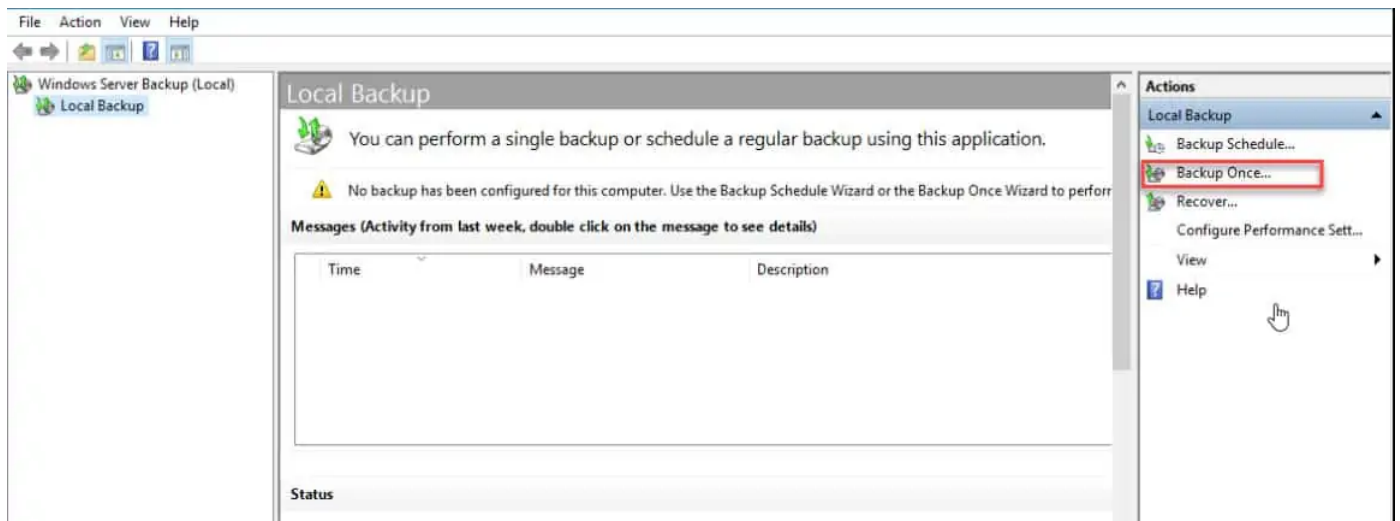 File Action View Help
Windows Server Backup (Local)
Local Backup
Local Backup
You can perform a single backup or schedule a regular backup using this application.
No backup has been configured for this computer. Use the Backup Schedule Wizard or the Backup Once Wizard to perforr
Messages (Activity from last week, double click on the message to see details)
Time Message Description
Status
Actions
Local Backup
Backup Schedule...
Backup Once...
Recover...
Configure Performance Sett...
View
Help